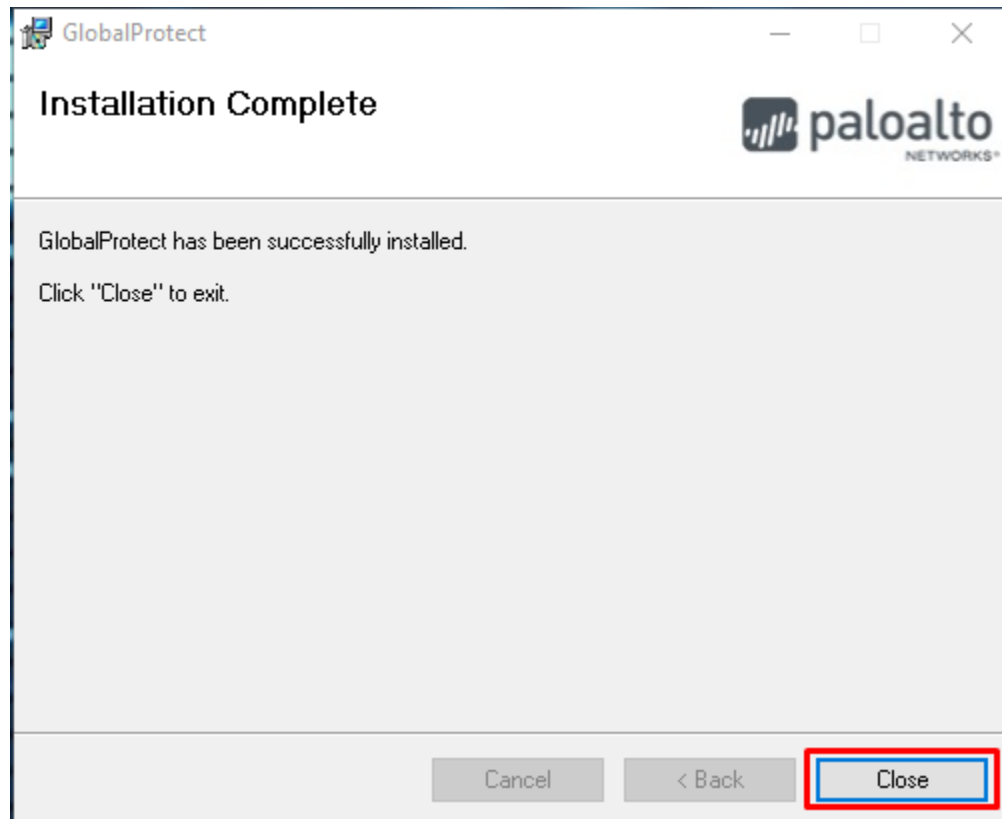 GlobalProtect
Installation Complete
paloalto
NETWORKS®
GlobalProtect has been successfully installed.
Click "Close" to exit.
Cancel
< Back
Close